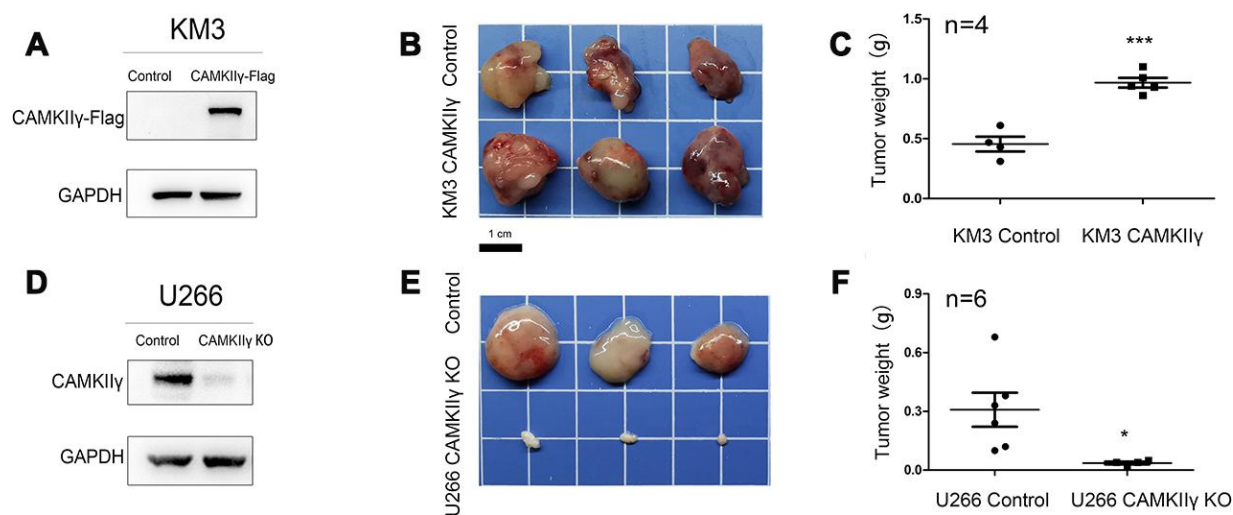 A
KM3
Control CAMKIIγ-Flag
CAMKIIγ-Flag
GAPDH
B
Control
KM3 CAMKIIγ
1 cm
C
n=4
***
Tumor weight (g)
1.5
1.0
0.5
0.0
KM3 Control KM3 CAMKIIγ
D
U266
Control CAMKIIγ KO
CAMKIIγ
GAPDH
E
Control
U266 CAMKIIγ KO
F
n=6
*
Tumor weight (g)
0.9
0.6
0.3
0.0
U266 Control U266 CAMKIIγ KO